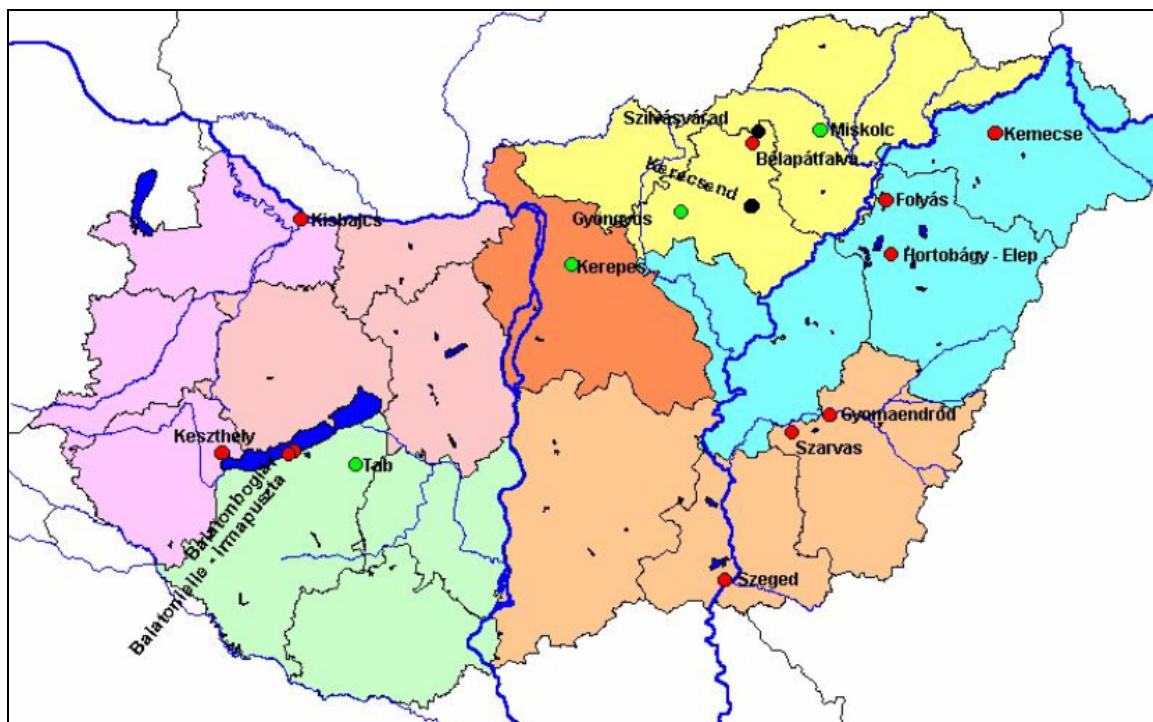 Szilvásvárad
Miskolc
Kemecse
Bélapátfalva
Kerecsend
Folyás
Gyöngyös
Kisbajcs
Hortobágy - Elep
Kerepes
Gyomaendrőd
Keszthely
Szarvas
Tab
Balatonboglár
Balatonlelle - Irmapuszta
Szeged